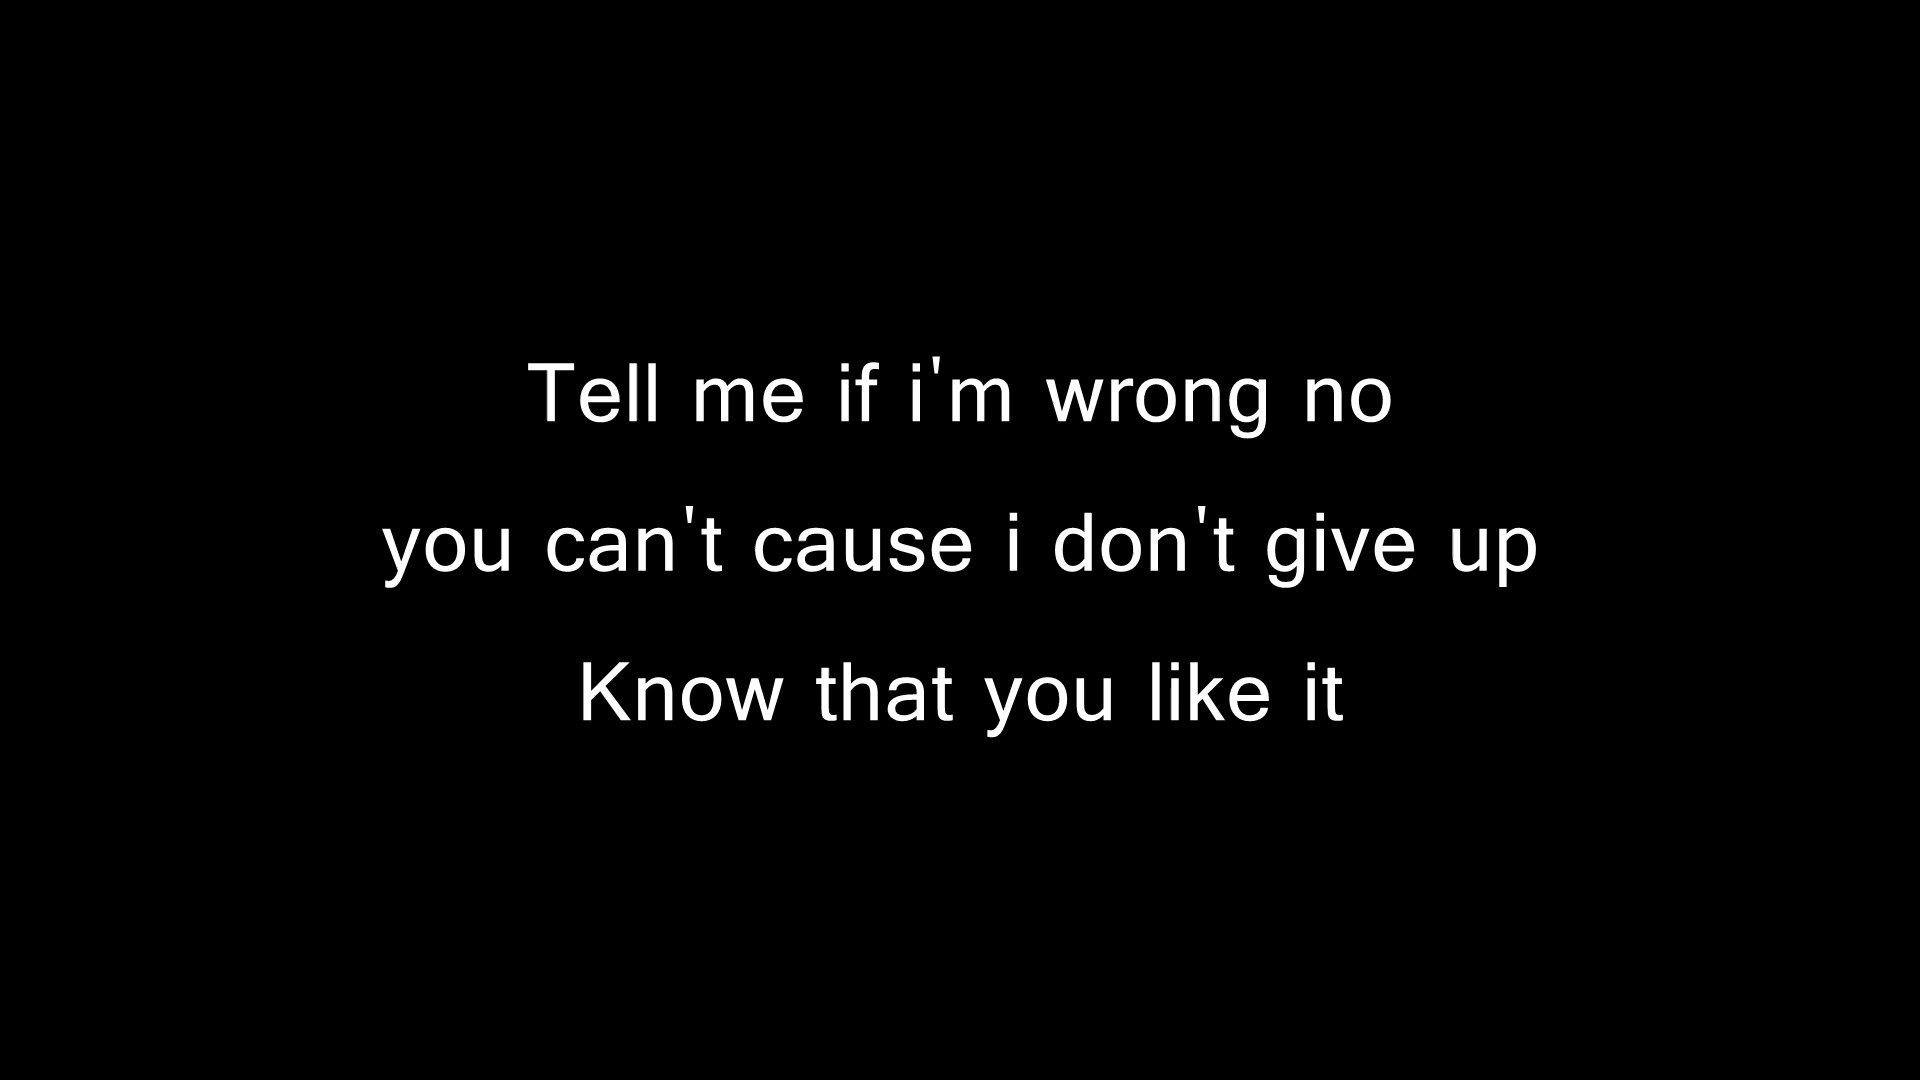 Tell me if i'm wrong no
you can't cause i don't give up
Know that you like it